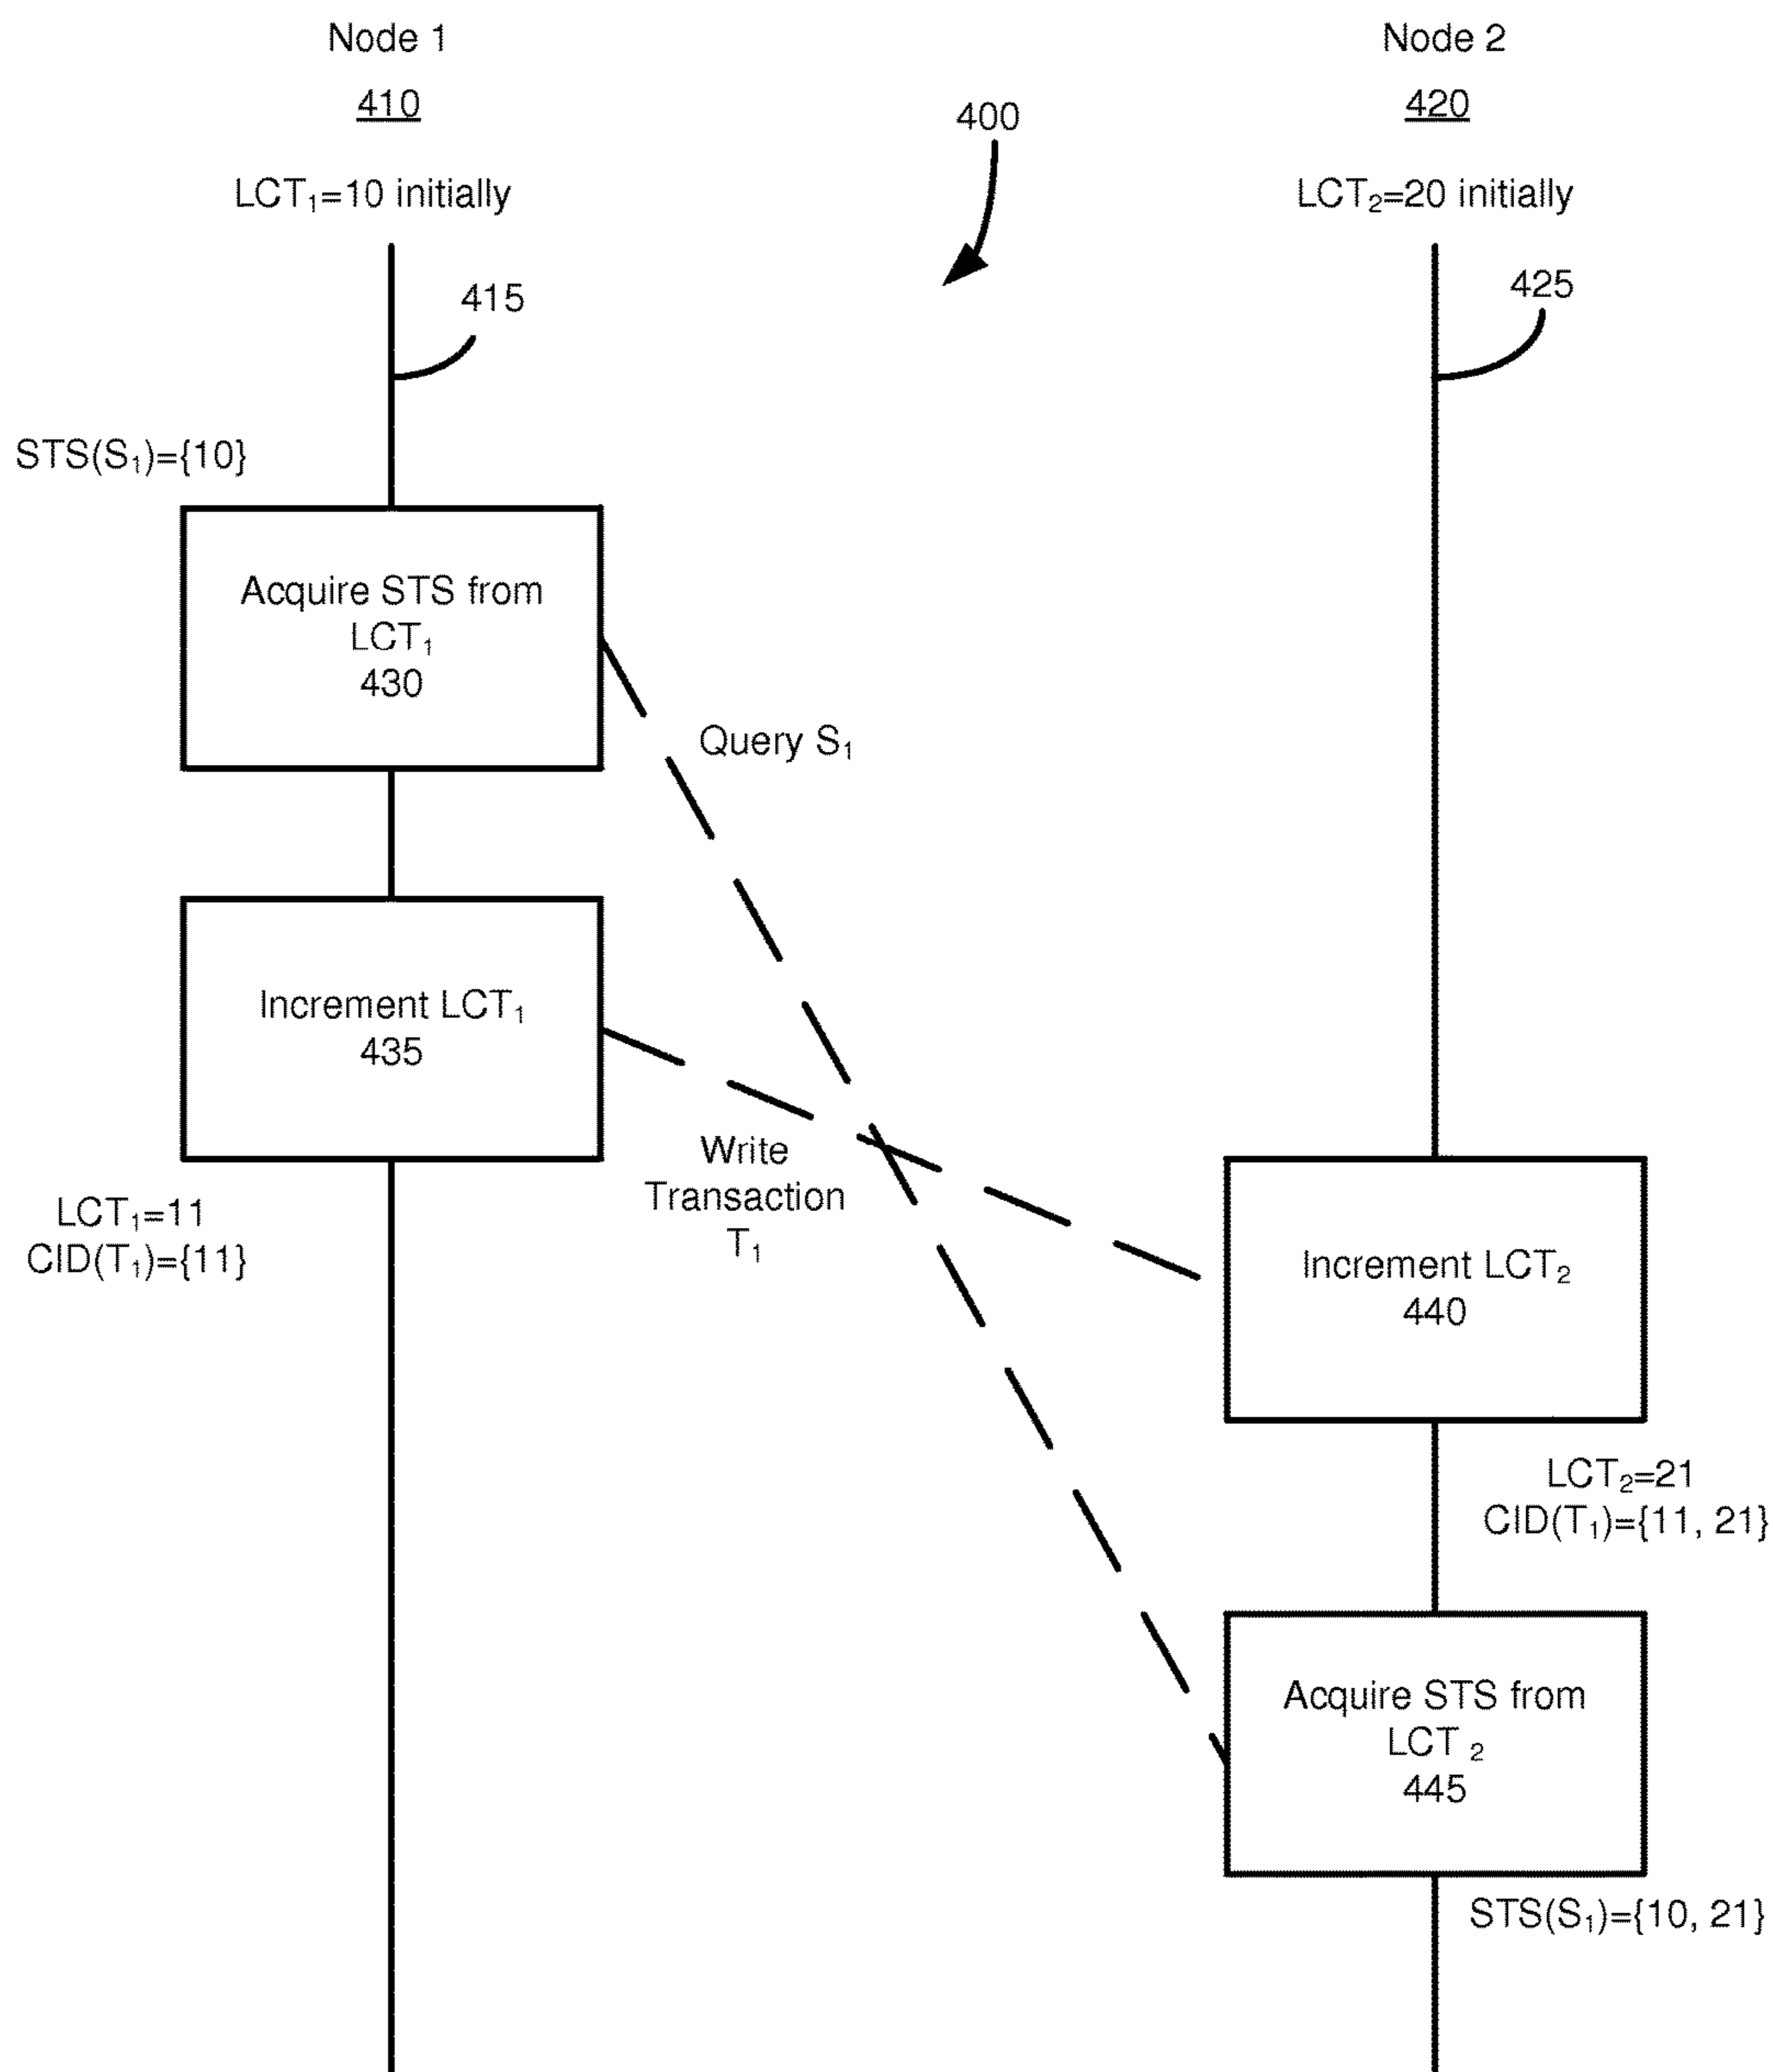 Node 1
410
LCT₁=10 initially
Node 2
420
LCT₂=20 initially
400
415
425
STS(S₁)={10}
Acquire STS from
LCT₁
430
Query S₁
Increment LCT₁
435
Write
Transaction
T₁
LCT₁=11
CID(T₁)={11}
Increment LCT₂
440
LCT₂=21
CID(T₁)={11, 21}
Acquire STS from
LCT ₂
445
STS(S₁)={10, 21}